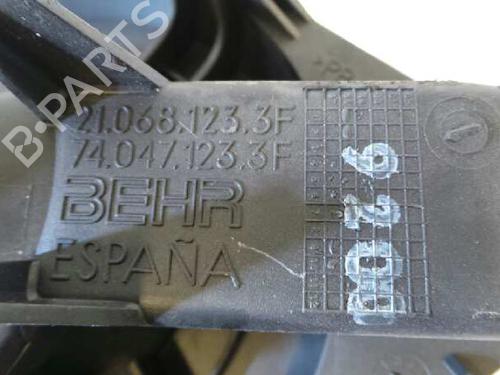 B-PARTS
21.068.123.3F
74.047.123.3F
BEHR
ESPAÑA